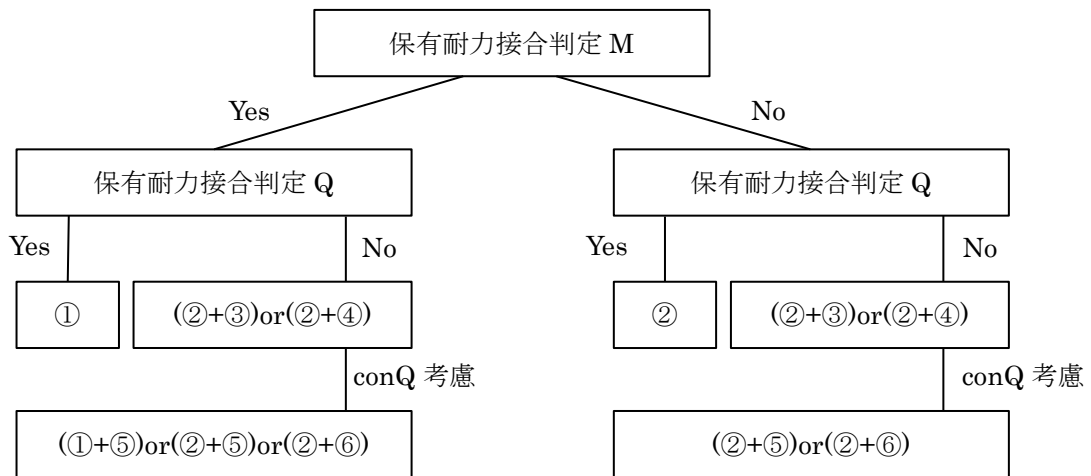 保有耐力接合判定 M
Yes
No
保有耐力接合判定 Q
保有耐力接合判定 Q
Yes
No
Yes
No
①
(②+③)or(②+④)
②
(②+③)or(②+④)
conQ 考慮
conQ 考慮
(①+⑤)or(②+⑤)or(②+⑥)
(②+⑤)or(②+⑥)